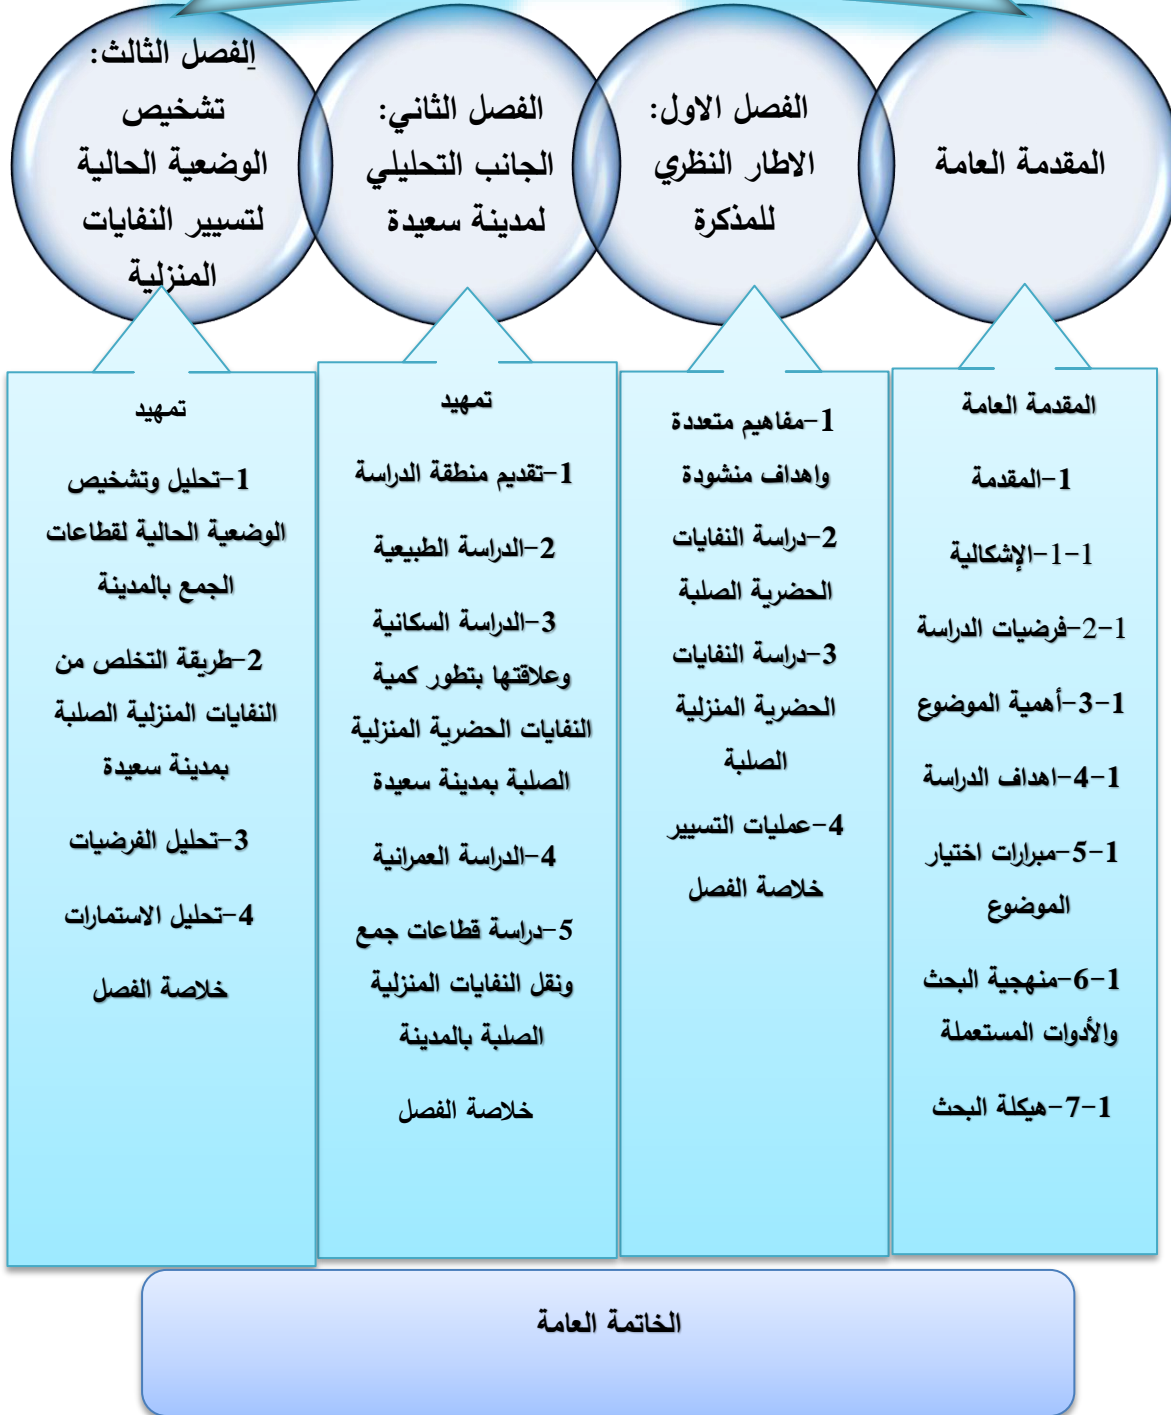 المقدمة العامة
الفصل الاول:
الاطار النظري
للمذكرة
الفصل الثاني:
الجانب التحليلي
لمدينة سعيدة
الفصل الثالث:
تشخيص
الوضعية الحالية
لتسيير النفايات
المنزلية
المقدمة العامة
1-المقدمة
1-1-الإشكالية
1-2-فرضيات الدراسة
1-3-أهمية الموضوع
1-4-اهداف الدراسة
1-5-مبرارات اختيار
الموضوع
1-6-منهجية البحث
والأدوات المستعملة
1-7-هيكلة البحث
1-مفاهيم متعددة
واهداف منشودة
2-دراسة النفايات
الحضرية الصلبة
3-دراسة النفايات
الحضرية المنزلية
الصلبة
4-عمليات التسيير
خلاصة الفصل
تمهيد
1-تقديم منطقة الدراسة
2-الدراسة الطبيعية
3-الدراسة السكانية
وعلاقتها بتطور كمية
النفايات الحضرية المنزلية
الصلبة بمدينة سعيدة
4-الدراسة العمرانية
5-دراسة قطاعات جمع
ونقل النفايات المنزلية
الصلبة بالمدينة
خلاصة الفصل
تمهيد
1-تحليل وتشخيص
الوضعية الحالية لقطاعات
الجمع بالمدينة
2-طريقة التخلص من
النفايات المنزلية الصلبة
بمدينة سعيدة
3-تحليل الفرضيات
4-تحليل الاستمارات
خلاصة الفصل
الخاتمة العامة